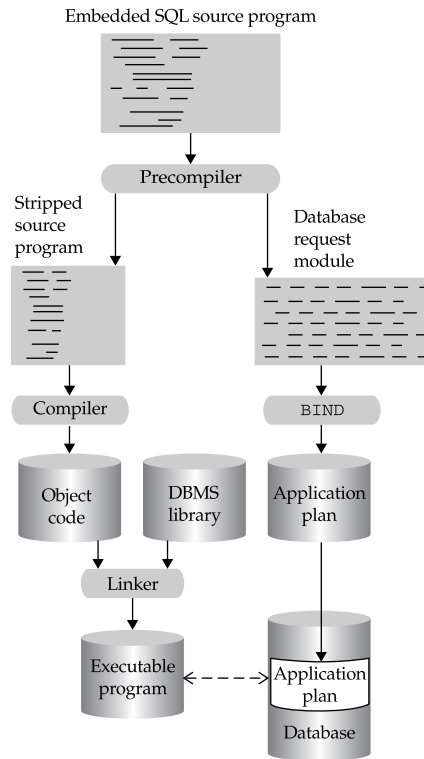 Embedded SQL source program
Precompiler
Stripped
source
program
Database
request
module
Compiler
BIND
Object
code
DBMS
library
Application
plan
Linker
Executable
program
Application
plan
Database